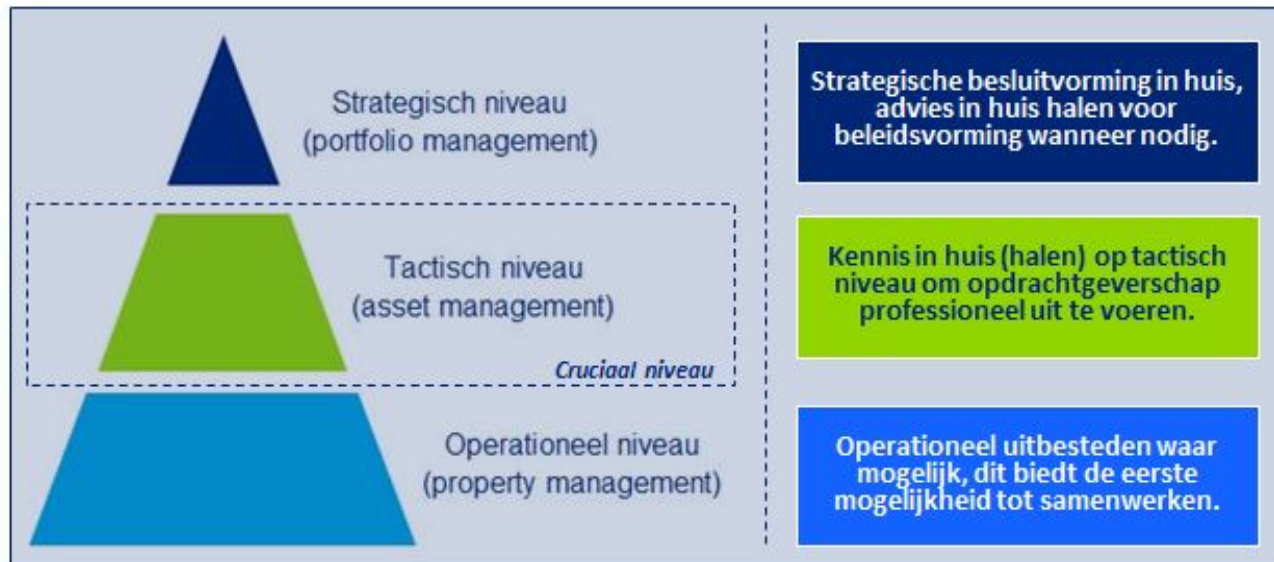 Strategisch niveau
(portfolio management)
Strategische besluitvorming in huis,
advies in huis halen voor
beleidsvorming wanneer nodig.
Tactisch niveau
(asset management)
Cruciaal niveau
Kennis in huis (halen) op tactisch
niveau om opdrachtgeverschap
professioneel uit te voeren.
Operationeel niveau
(property management)
Operationeel uitbesteden waar
mogelijk, dit biedt de eerste
mogelijkheid tot samenwerken.